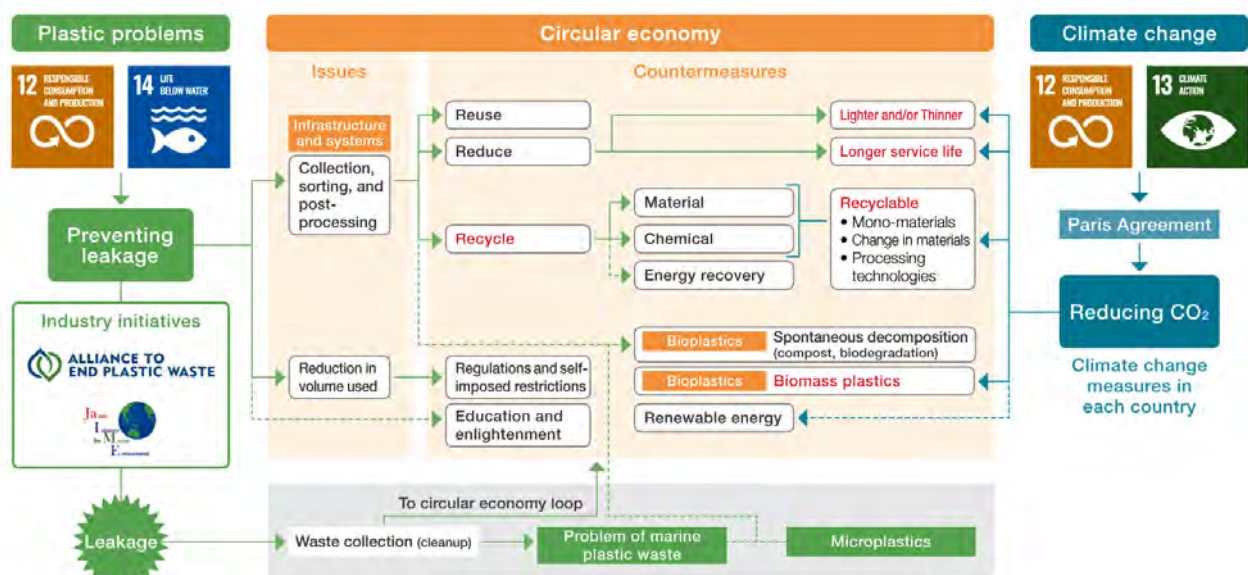 Plastic problems
12 RESPONSIBLE
CONSUMPTION
AND PRODUCTION
14 LIFE
BELOW WATER
Preventing
leakage
Industry initiatives
ALLIANCE TO
END PLASTIC WASTE
Leakage
Circular economy
Issues
Countermeasures
Infrastructure
and systems
Collection,
sorting, and
post-
processing
Reduction in
volume used
Reuse
Reduce
Recycle
Regulations and self-
imposed restrictions
Education and
enlightenment
Material
Chemical
Energy recovery
Lighter and/or Thinner
Longer service life
Recyclable
• Mono-materials
• Change in materials
• Processing
technologies
Bioplastics Spontaneous decomposition
(compost, biodegradation)
Bioplastics Biomass plastics
Renewable energy
To circular economy loop
Waste collection (cleanup)
Problem of marine
plastic waste
Microplastics
Climate change
12 RESPONSIBLE
CONSUMPTION
AND PRODUCTION
13 CLIMATE
ACTION
Paris Agreement
Reducing CO₂
Climate change
measures in
each country